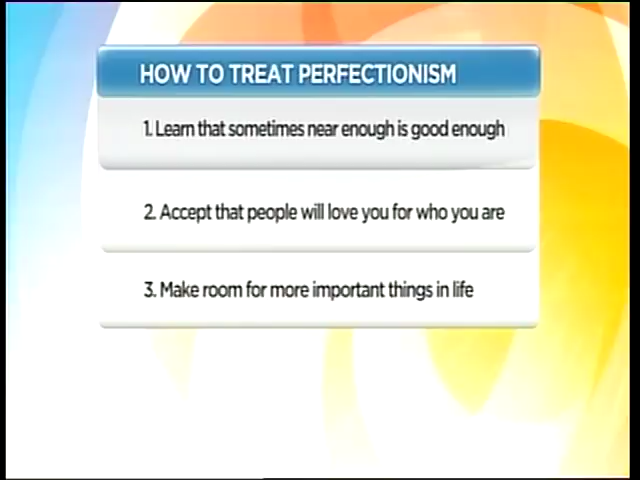 HOW TO TREAT PERFECTIONISM
1. Learn that sometimes near enough is good enough
2. Accept that people will love you for who you are
3. Make room for more important things in life